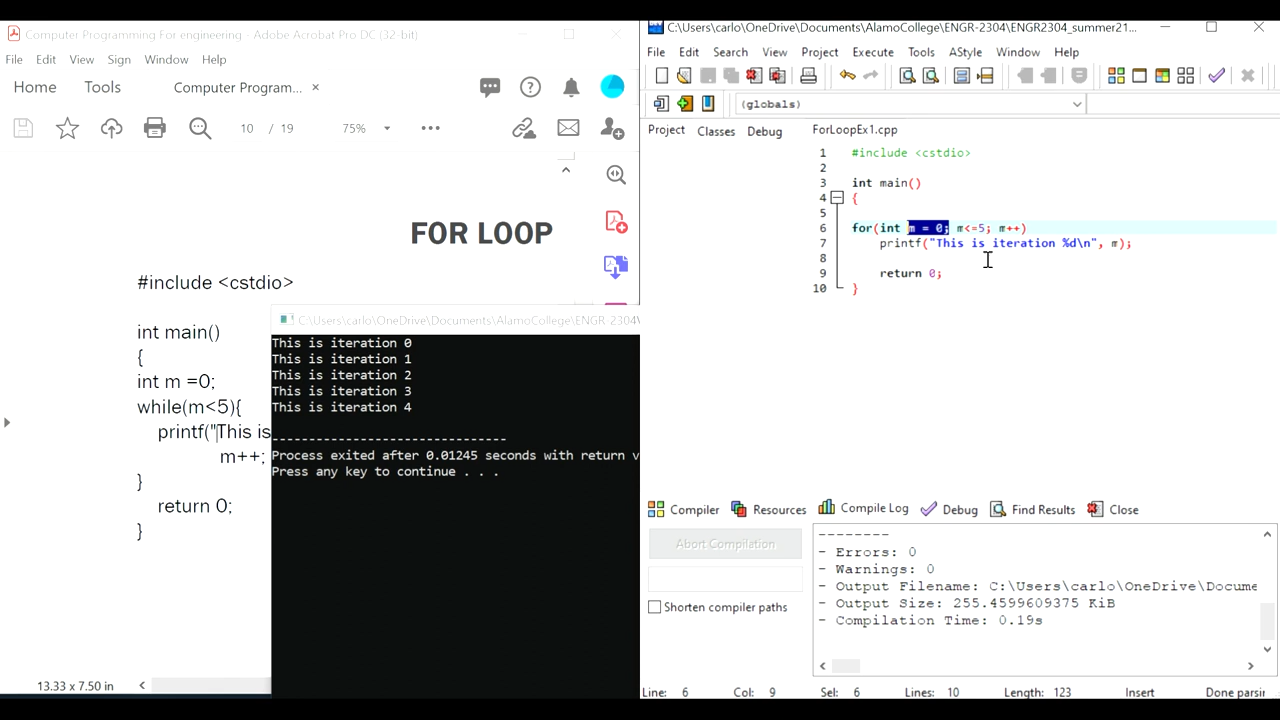 Computer Programming For engineering - Adobe Acrobat Pro DC (32-bit)
File Edit View Sign Window Help
Home Tools Computer Program... ×
10 / 19 75%
FOR LOOP
#include <cstdio>
int main()
{
int m =0;
while(m<5){
printf("This is
m++;
}
return 0;
}
13.33 x 7.50 in
C:\Users\carlo\OneDrive\Documents\AlamoCollege\ENGR-2304\
This is iteration 0
This is iteration 1
This is iteration 2
This is iteration 3
This is iteration 4
--------------------------------
Process exited after 0.01245 seconds with return v
Press any key to continue . . .
C:\Users\carlo\OneDrive\Documents\AlamoCollege\ENGR-2304\ENGR2304_summer21...
File Edit Search View Project Execute Tools AStyle Window Help
(globals)
Project Classes Debug
ForLoopEx1.cpp
1 #include <cstdio>
2
3 int main()
4 {
5
6 for(int m = 0; m<=5; m++)
7 printf("This is iteration %d\n", m);
8
9 return 0;
10 }
Compiler Resources Compile Log Debug Find Results Close
Abort Compilation
Shorten compiler paths
--------
- Errors: 0
- Warnings: 0
- Output Filename: C:\Users\carlo\OneDrive\Docume
- Output Size: 255.4599609375 KiB
- Compilation Time: 0.19s
Line: 6 Col: 9 Sel: 6 Lines: 10 Length: 123 Insert Done parsir